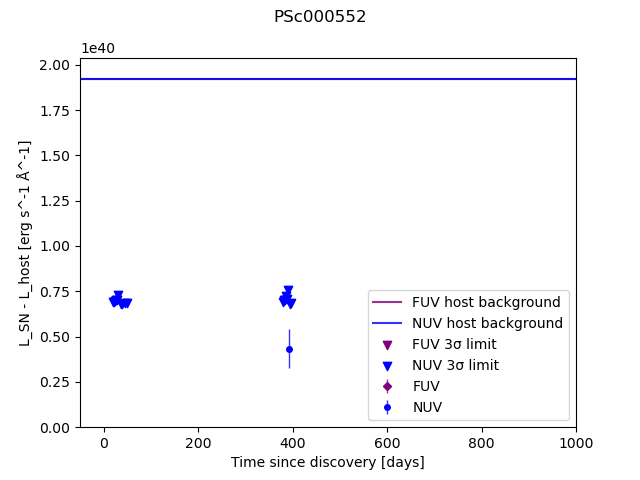 PSc000552
1e40
2.00
1.75
1.50
1.25
1.00
0.75
0.50
0.25
0.00
L_SN - L_host [erg s^-1 Å^-1]
0 200 400 600 800 1000
Time since discovery [days]
FUV host background
NUV host background
FUV 3σ limit
NUV 3σ limit
FUV
NUV